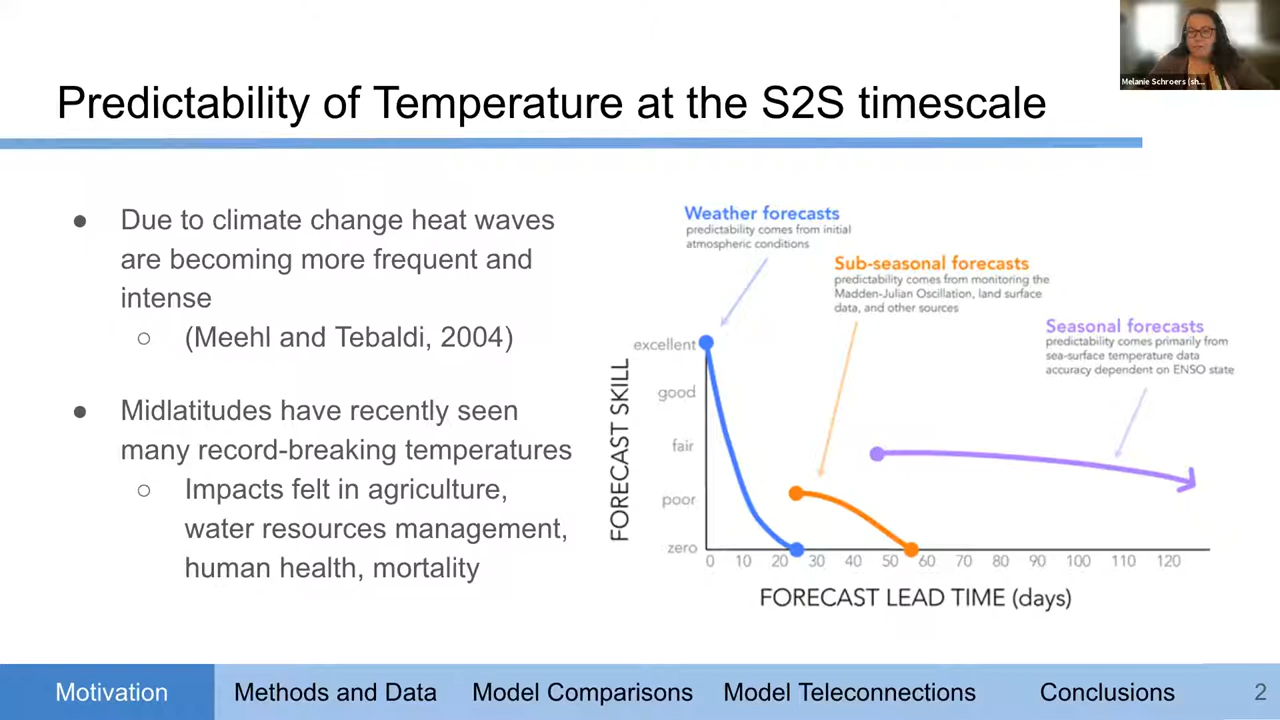 Melanie Schroers (sh...
Predictability of Temperature at the S2S timescale
● Due to climate change heat waves
are becoming more frequent and
intense
○ (Meehl and Tebaldi, 2004)
● Midlatitudes have recently seen
many record-breaking temperatures
○ Impacts felt in agriculture,
water resources management,
human health, mortality
Weather forecasts
predictability comes from initial
atmospheric conditions
Sub-seasonal forecasts
predictability comes from monitoring the
Madden-Julian Oscillation, land surface
data, and other sources
Seasonal forecasts
predictability comes primarily from
sea-surface temperature data
accuracy dependent on ENSO state
FORECAST SKILL
excellent
good
fair
poor
zero
0 10 20 30 40 50 60 70 80 90 100 110 120
FORECAST LEAD TIME (days)
Motivation Methods and Data Model Comparisons Model Teleconnections Conclusions 2